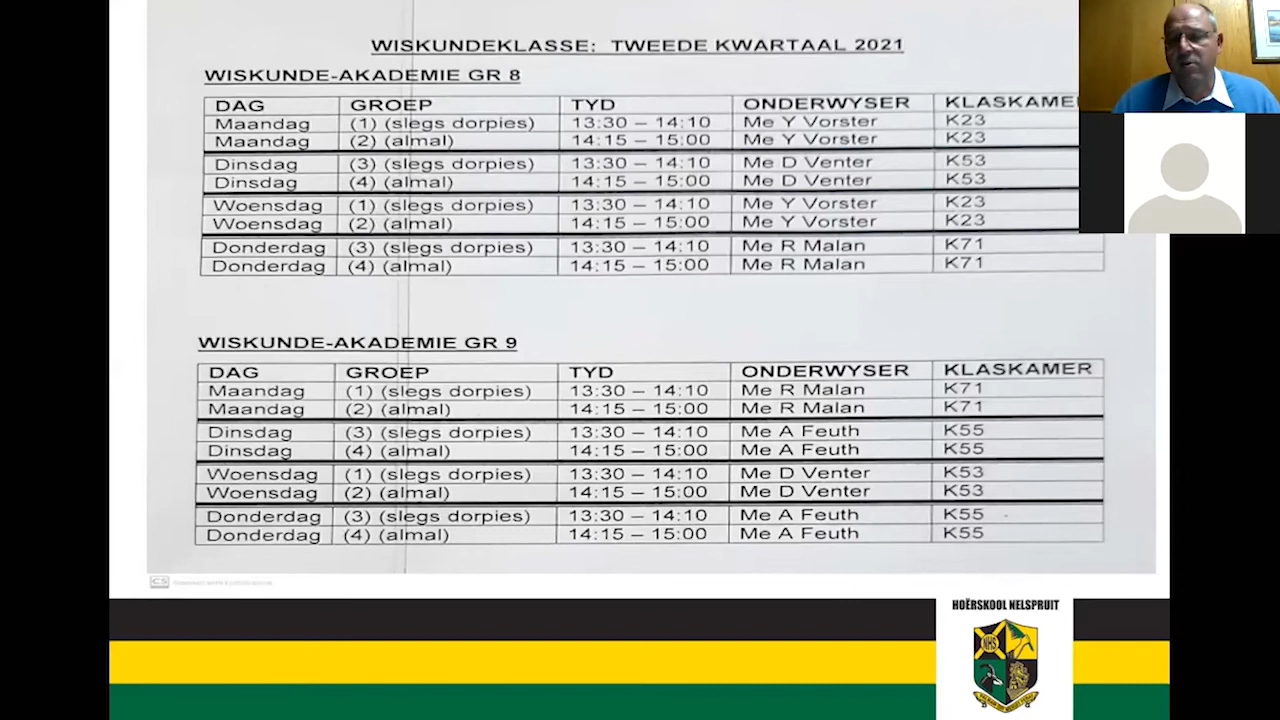 WISKUNDEKLASSE: TWEEDE KWARTAAL 2021
WISKUNDE-AKADEMIE GR 8
DAG GROEP TYD ONDERWYSER KLASKAMER
Maandag (1) (slegs dorpies) 13:30 – 14:10 Me Y Vorster K23
Maandag (2) (almal) 14:15 – 15:00 Me Y Vorster K23
Dinsdag (3) (slegs dorpies) 13:30 – 14:10 Me D Venter K53
Dinsdag (4) (almal) 14:15 – 15:00 Me D Venter K53
Woensdag (1) (slegs dorpies) 13:30 – 14:10 Me Y Vorster K23
Woensdag (2) (almal) 14:15 – 15:00 Me Y Vorster K23
Donderdag (3) (slegs dorpies) 13:30 – 14:10 Me R Malan K71
Donderdag (4) (almal) 14:15 – 15:00 Me R Malan K71
WISKUNDE-AKADEMIE GR 9
DAG GROEP TYD ONDERWYSER KLASKAMER
Maandag (1) (slegs dorpies) 13:30 – 14:10 Me R Malan K71
Maandag (2) (almal) 14:15 – 15:00 Me R Malan K71
Dinsdag (3) (slegs dorpies) 13:30 – 14:10 Me A Feuth K55
Dinsdag (4) (almal) 14:15 – 15:00 Me A Feuth K55
Woensdag (1) (slegs dorpies) 13:30 – 14:10 Me D Venter K53
Woensdag (2) (almal) 14:15 – 15:00 Me D Venter K53
Donderdag (3) (slegs dorpies) 13:30 – 14:10 Me A Feuth K55
Donderdag (4) (almal) 14:15 – 15:00 Me A Feuth K55
CS
HOËRSKOOL NELSPRUIT
NHS